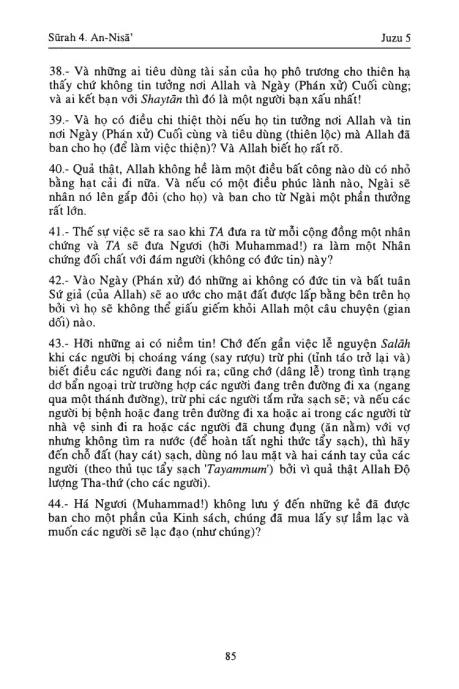 Sūrah 4. An-Nisā' Juzu 5
38.- Và những ai tiêu dùng tài sản của họ phô trương cho thiên hạ
thấy chứ không tin tưởng nơi Allah và Ngày (Phán xử) Cuối cùng;
và ai kết bạn với Shaytān thì đó là một người bạn xấu nhất!
39.- Và họ có điều chi thiệt thòi nếu họ tin tưởng nơi Allah và tin
nơi Ngày (Phán xử) Cuối cùng và tiêu dùng (thiên lộc) mà Allah đã
ban cho họ (để làm việc thiện)? Và Allah biết họ rất rõ.
40.- Quả thật, Allah không hề làm một điều bất công nào dù có nhỏ
bằng hạt cải đi nữa. Và nếu có một điều phúc lành nào, Ngài sẽ
nhân nó lên gấp đôi (cho họ) và ban cho từ Ngài một phần thưởng
rất lớn.
41.- Thế sự việc sẽ ra sao khi TA đưa ra từ mỗi cộng đồng một nhân
chứng và TA sẽ đưa Ngươi (hỡi Muhammad!) ra làm một Nhân
chứng đối chất với đám người (không có đức tin) này?
42.- Vào Ngày (Phán xử) đó những ai không có đức tin và bất tuân
Sứ giả (của Allah) sẽ ao ước cho mặt đất được lấp bằng bên trên họ
bởi vì họ sẽ không thể giấu giếm khỏi Allah một câu chuyện (gian
dối) nào.
43.- Hỡi những ai có niềm tin! Chớ đến gần việc lễ nguyện Salāh
khi các người bị choáng váng (say rượu) trừ phi (tỉnh táo trở lại và)
biết điều các người đang nói ra; cũng chớ (dâng lễ) trong tình trạng
dơ bẩn ngoại trừ trường hợp các người đang trên đường đi xa (ngang
qua một thánh đường), trừ phi các người tắm rửa sạch sẽ; và nếu các
người bị bệnh hoặc đang trên đường đi xa hoặc ai trong các người từ
nhà vệ sinh đi ra hoặc các người đã chung đụng (ăn nằm) với vợ
nhưng không tìm ra nước (để hoàn tất nghi thức tẩy sạch), thì hãy
đến chỗ đất (hay cát) sạch, dùng nó lau mặt và hai cánh tay của các
người (theo thủ tục tẩy sạch 'Tayammum') bởi vì quả thật Allah Độ
lượng Tha-thứ (cho các người).
44.- Há Ngươi (Muhammad!) không lưu ý đến những kẻ đã được
ban cho một phần của Kinh sách, chúng đã mua lấy sự lầm lạc và
muốn các người sẽ lạc đạo (như chúng)?
85